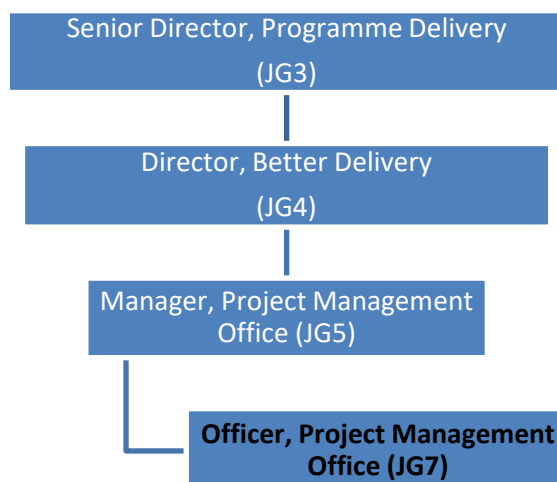 Senior Director, Programme Delivery
(JG3)
Director, Better Delivery
(JG4)
Manager, Project Management
Office (JG5)
Officer, Project Management
Office (JG7)